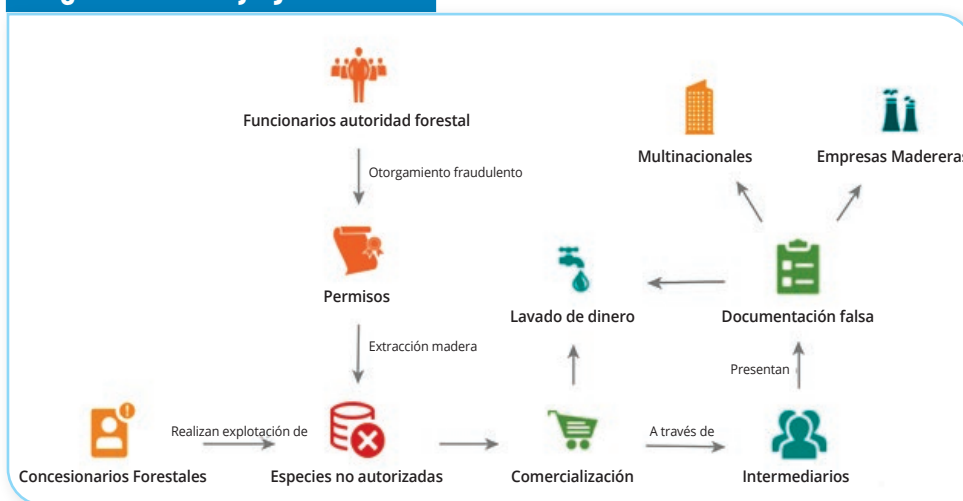 Funcionarios autoridad forestal
Multinacionales
Empresas Madereras
Otorgamiento fraudulento
Permisos
Lavado de dinero
Documentación falsa
Extracción madera
Presentan
Realizan explotación de
A través de
Concesionarios Forestales
Especies no autorizadas
Comercialización
Intermediarios